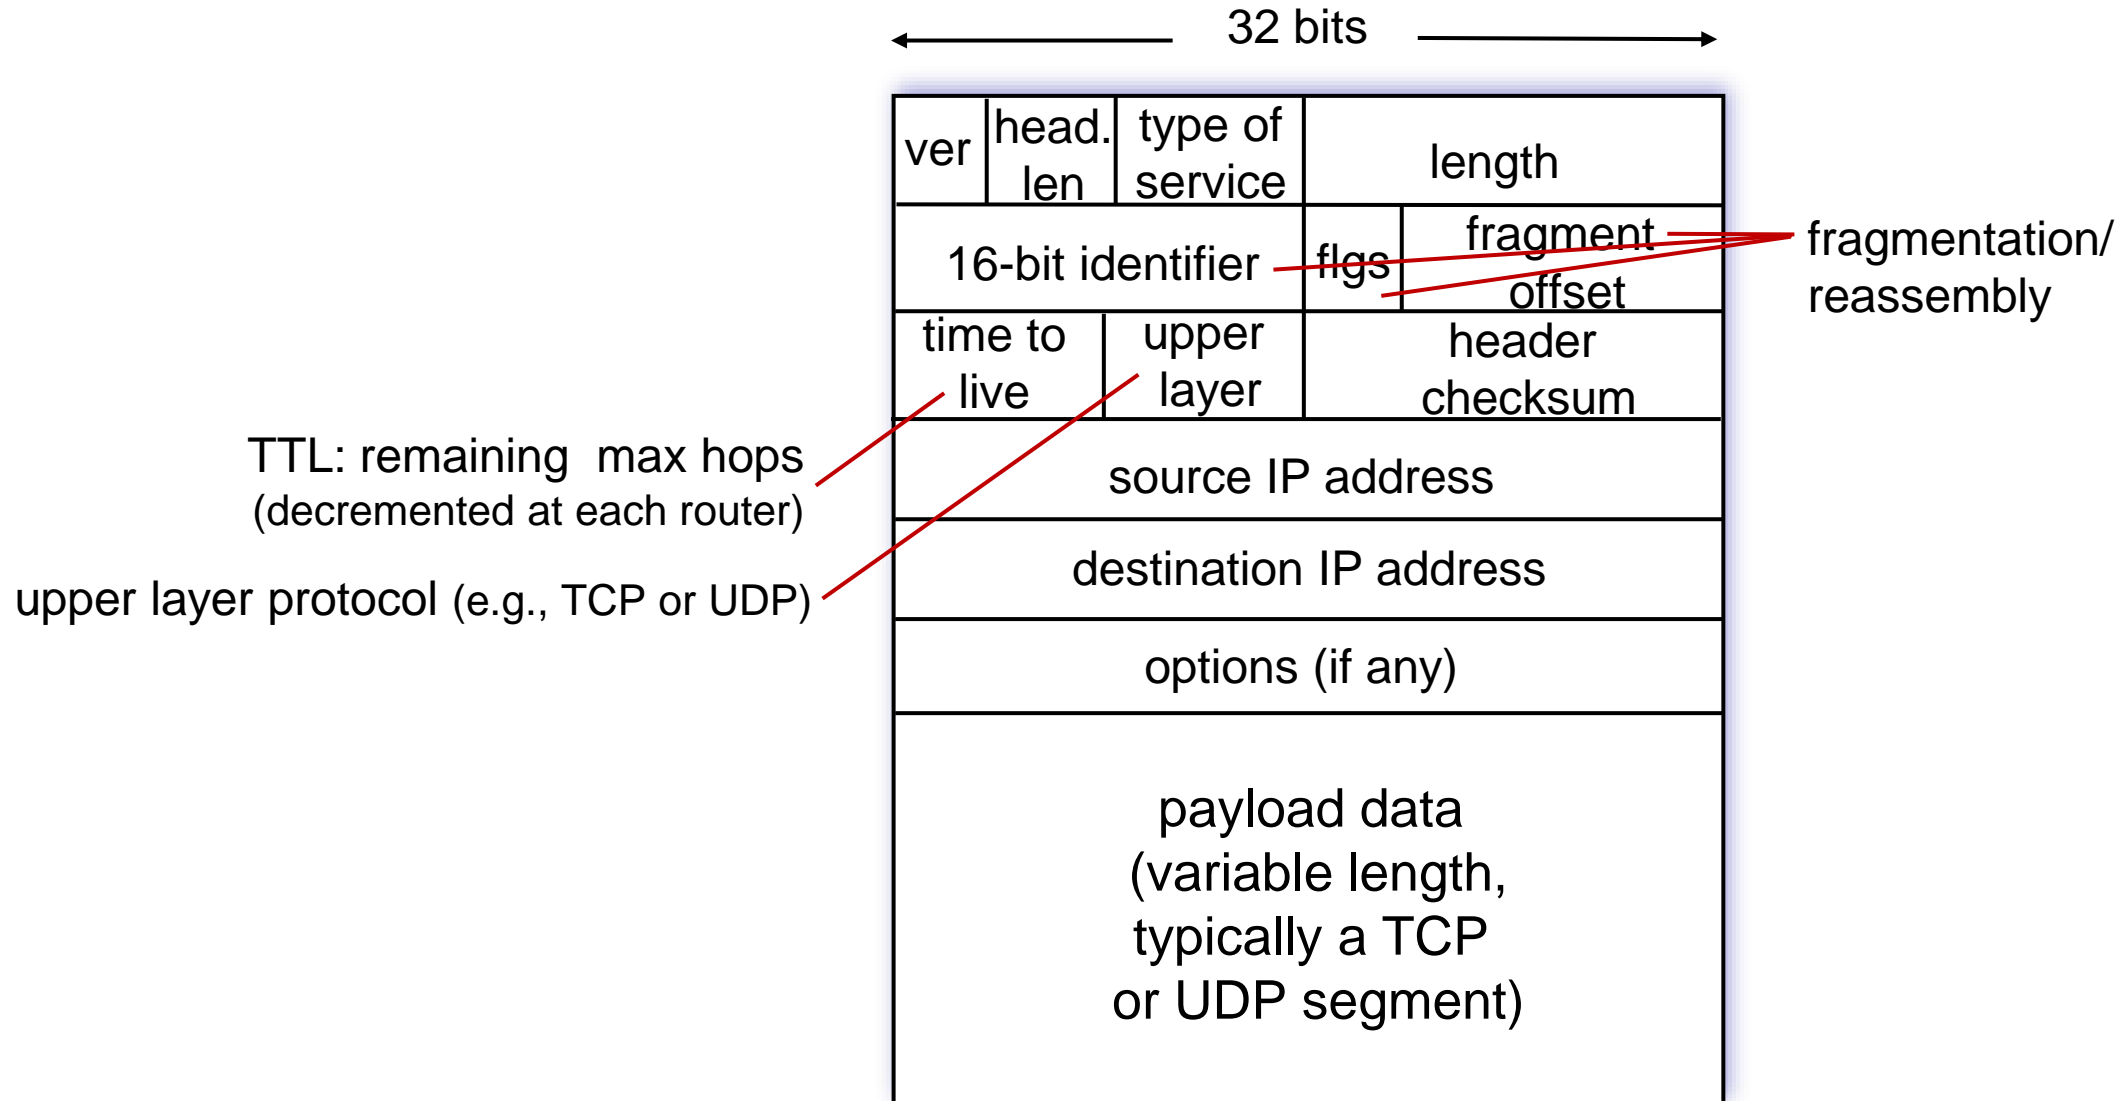 32 bits
ver
head.
len
type of
service
length
16-bit identifier
flgs
fragment
offset
fragmentation/
reassembly
time to
live
upper
layer
header
checksum
TTL: remaining  max hops
(decremented at each router)
source IP address
destination IP address
upper layer protocol (e.g., TCP or UDP)
options (if any)
payload data
(variable length,
typically a TCP
or UDP segment)